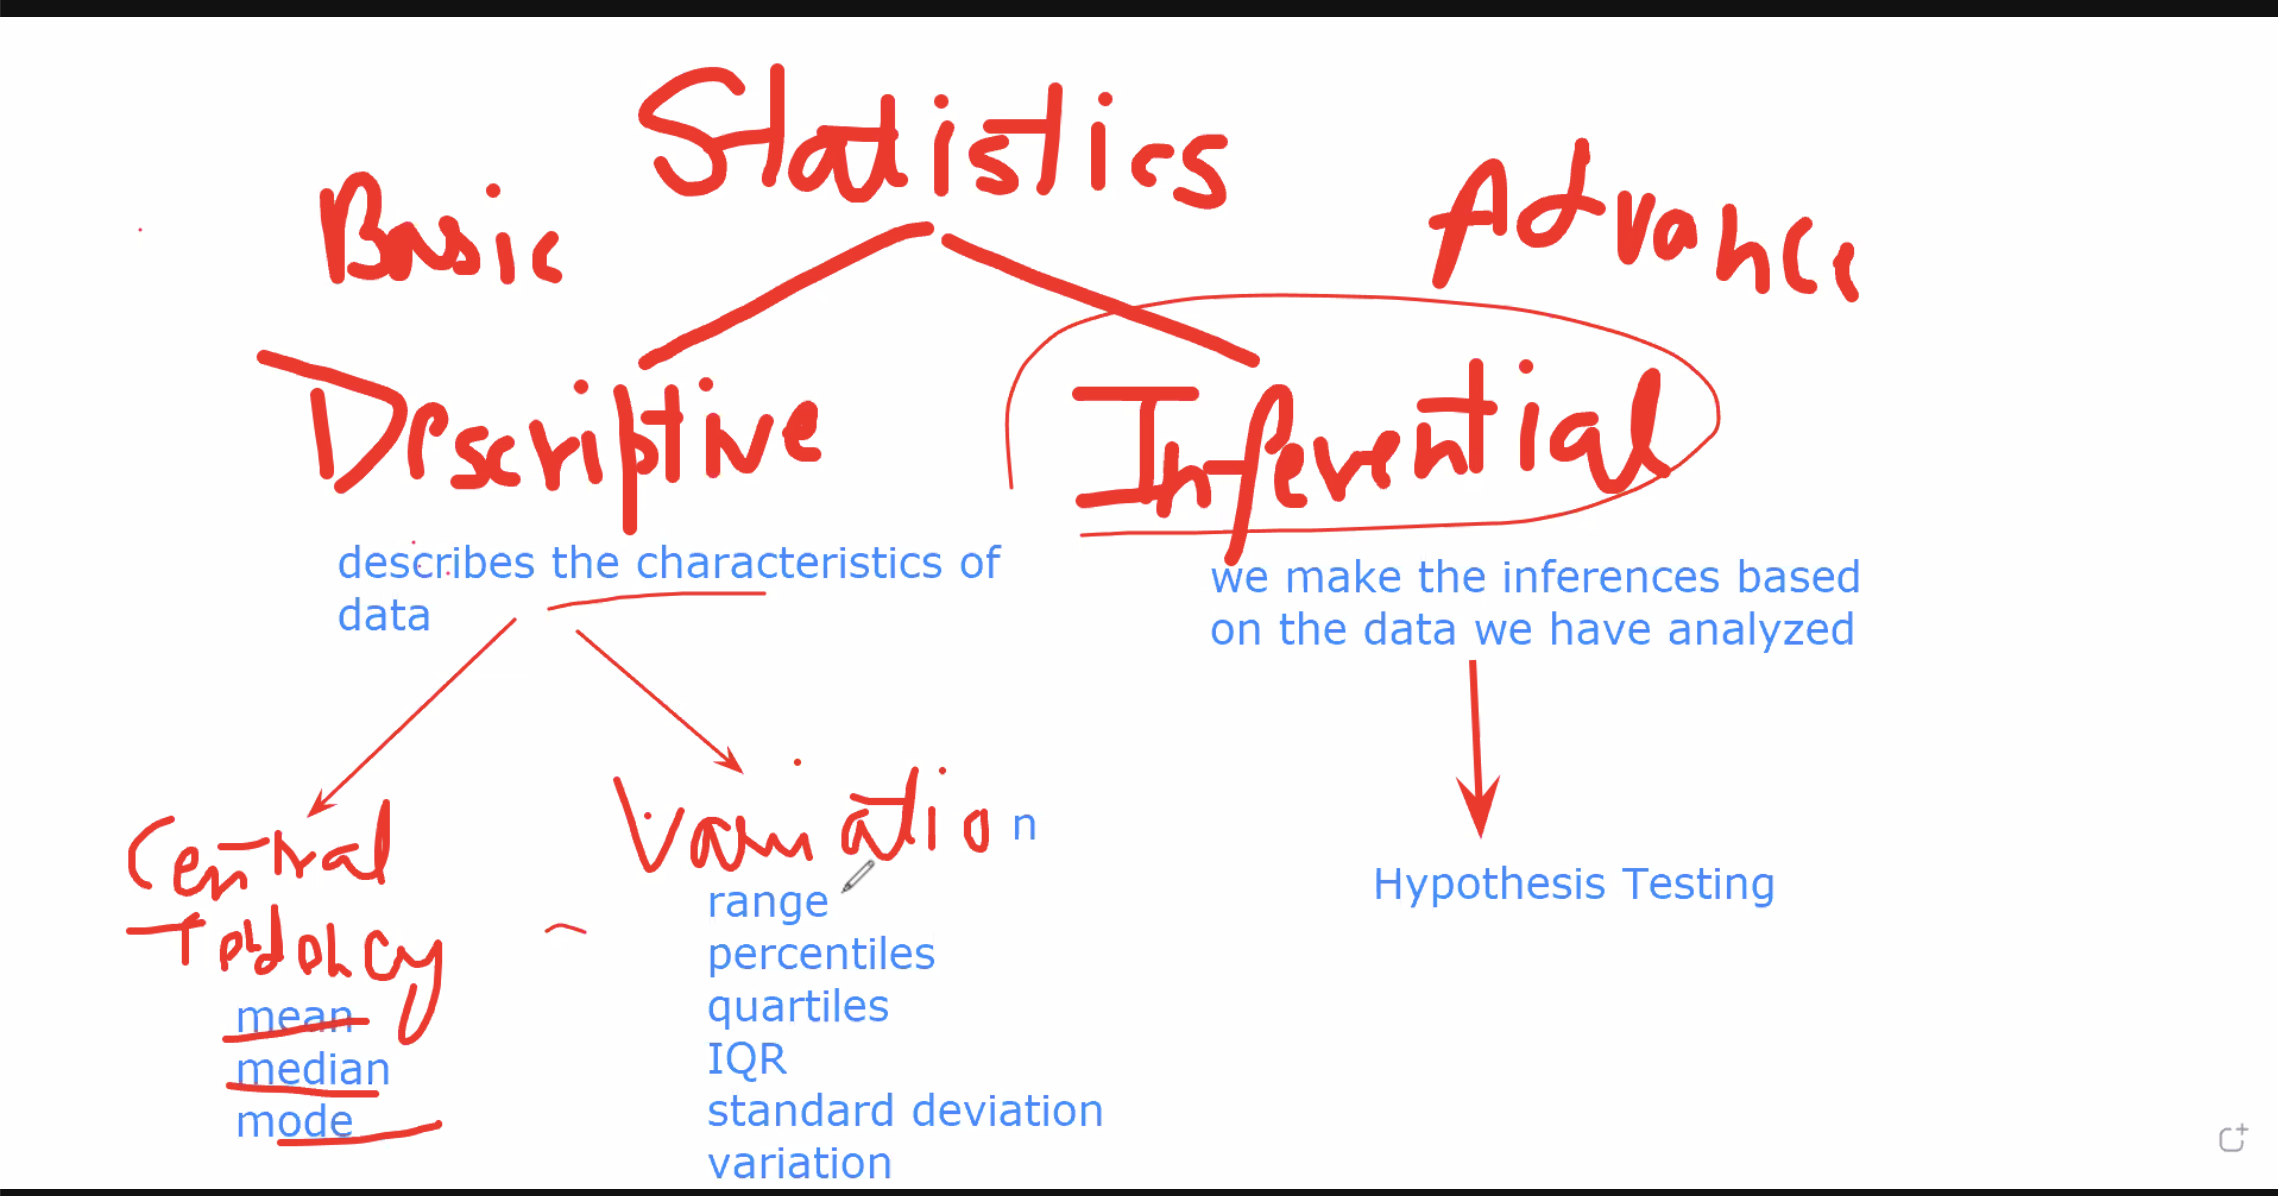 Statistics
Basic
Advance
Descriptive
Inferential
describes the characteristics of
data
we make the inferences based
on the data we have analyzed
Central
Tendency
mean
median
mode
Variation
range
percentiles
quartiles
IQR
standard deviation
variation
Hypothesis Testing